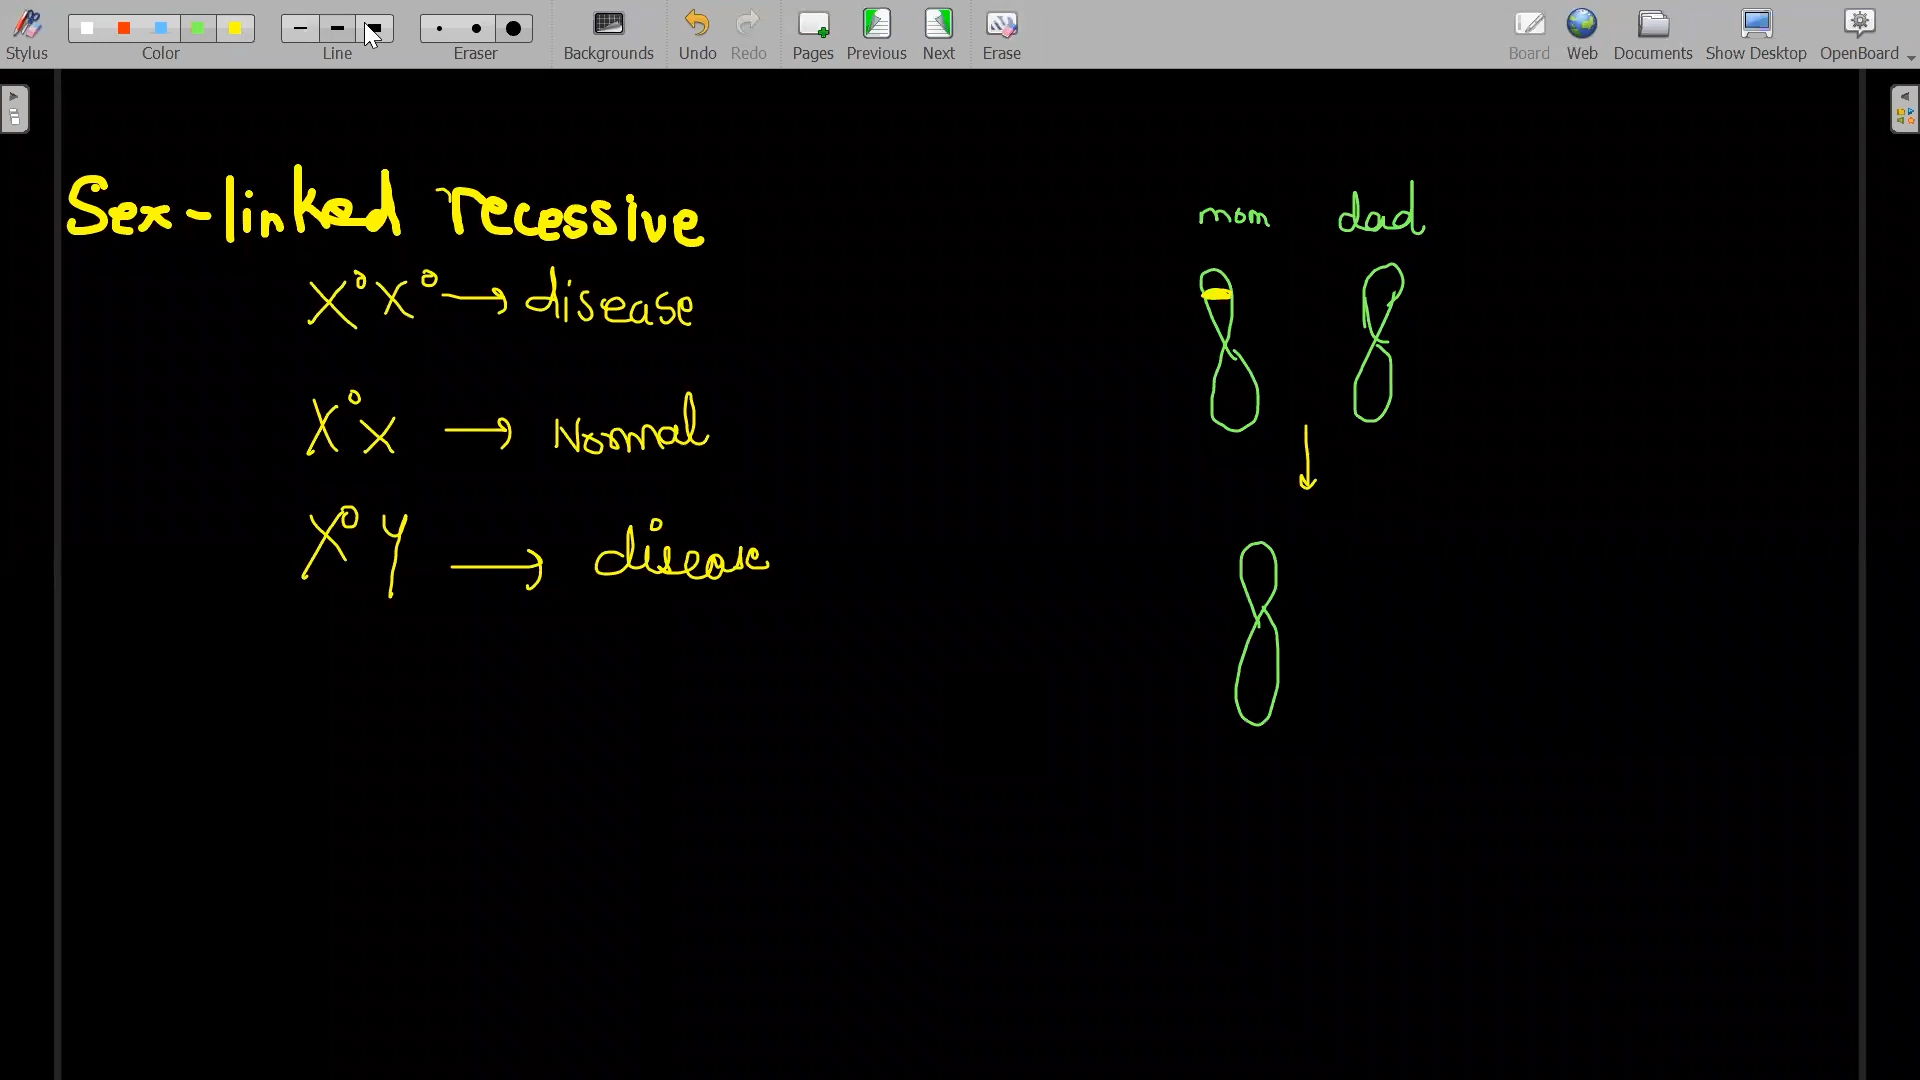 Stylus Color Line Eraser Backgrounds Undo Redo Pages Previous Next Erase Board Web Documents Show Desktop OpenBoard
Sex-linked recessive
X°X° → disease
X°X → Normal
X°Y → disease
mom dad